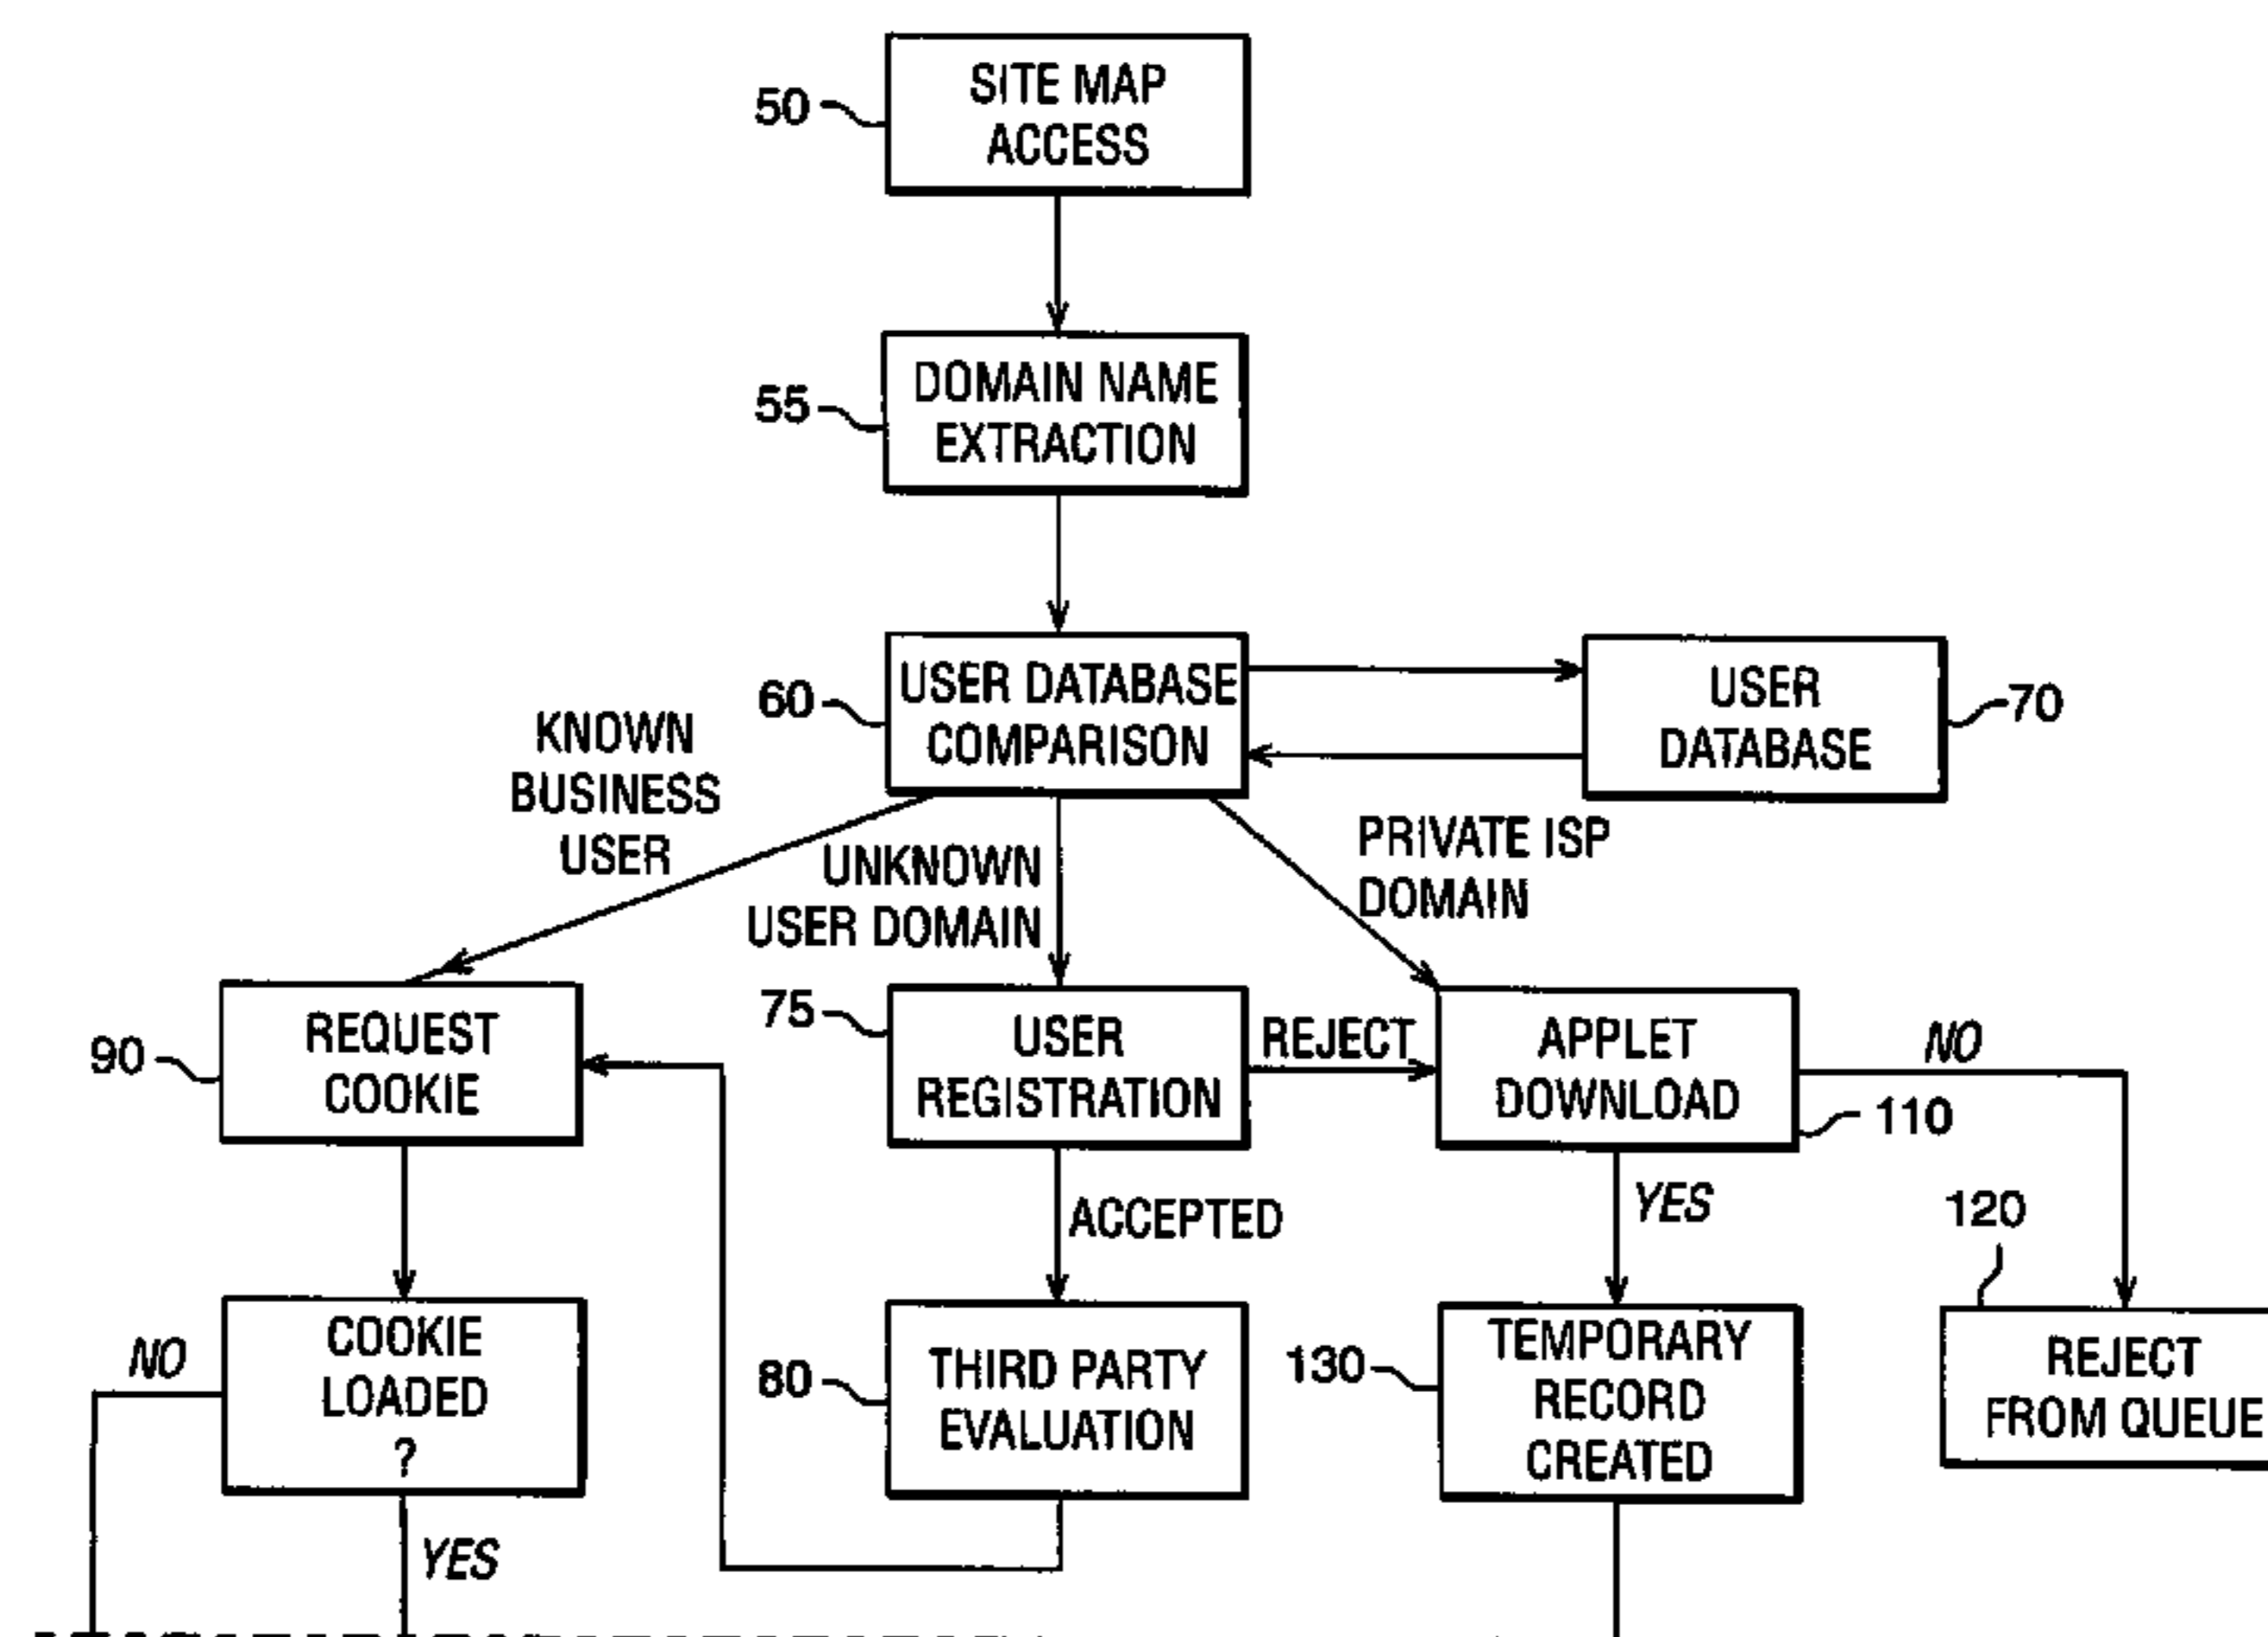 SITE MAP
ACCESS
50
DOMAIN NAME
EXTRACTION
55
USER DATABASE
COMPARISON
60
USER
DATABASE
70
KNOWN
BUSINESS
USER
UNKNOWN
USER DOMAIN
PRIVATE ISP
DOMAIN
REQUEST
COOKIE
90
75
USER
REGISTRATION
REJECT
APPLET
DOWNLOAD
110
NO
ACCEPTED
YES
120
COOKIE
LOADED
?
NO
YES
80
THIRD PARTY
EVALUATION
130
TEMPORARY
RECORD
CREATED
REJECT
FROM QUEUE